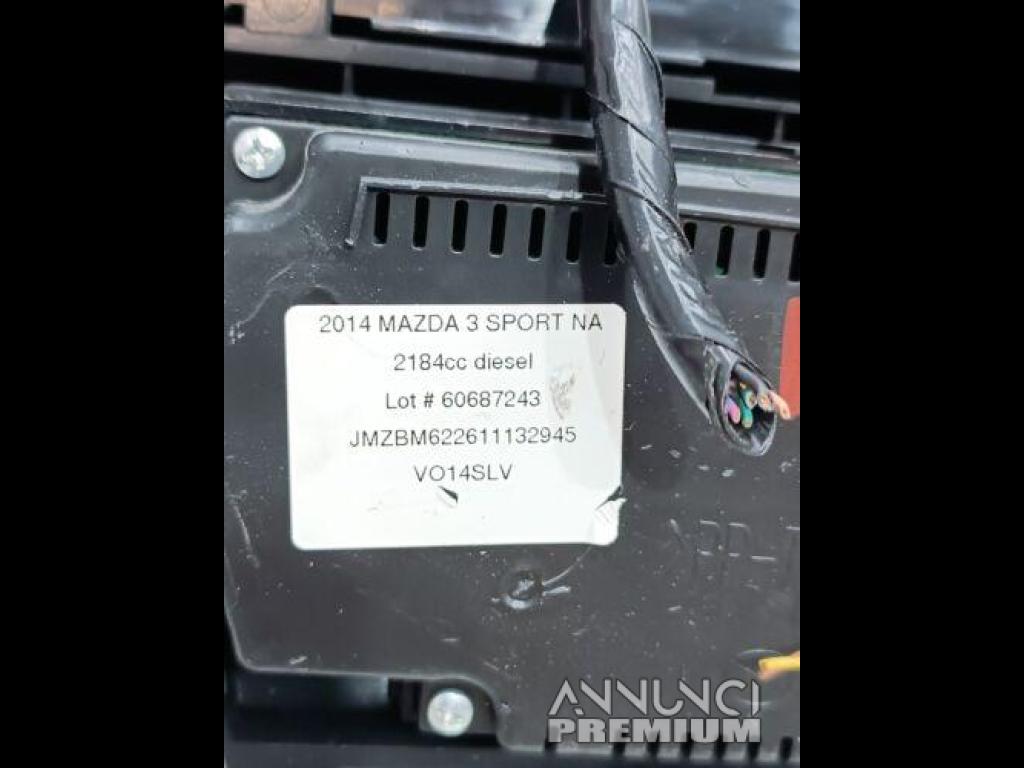 2014 MAZDA 3 SPORT NA
2184cc diesel
Lot # 60687243
JMZBM622611132945
VO14SLV
ANNUNCI
PREMIUM